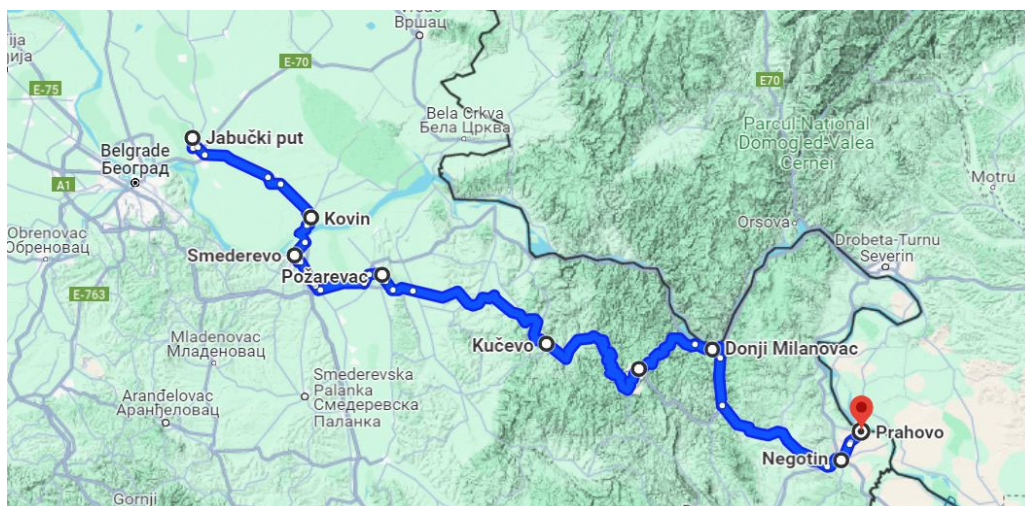 Вршац
E-75
E-70
E70
Parcul Național
Domogled-Valea
Cernei
Jabučki put
Bela Crkva
Бела Црква
Belgrade
Београд
A1
Motru
Kovin
Orsova
Obrenovac
Обреновац
Smederevo
Drobeta-Turnu
Severin
Požarevac
E-763
Mladenovac
Младеновац
Kučevo
Donji Milanovac
Smederevska
Palanka
Смедеревска
Паланка
Aranđelovac
Аранђеловац
Prahovo
Negotin
Gornji